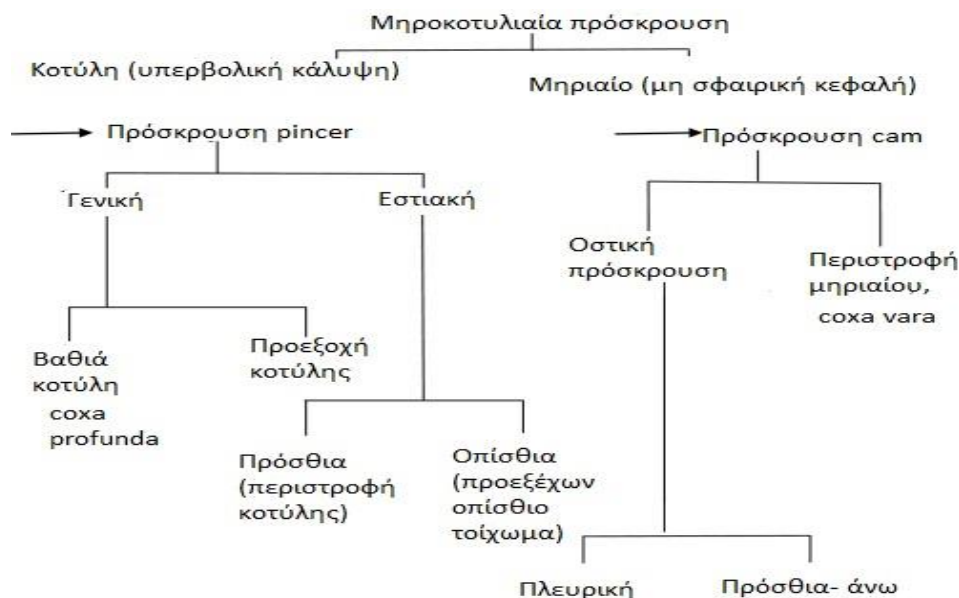 Μηροκοτυλιαία πρόσκρουση
Κοτύλη (υπερβολική κάλυψη)
Μηριαίο (μη σφαιρική κεφαλή)
Πρόσκρουση pincer
Πρόσκρουση cam
Γενική
Εστιακή
Οστική
πρόσκρουση
Περιστροφή
μηριαίου,
coxa vara
Βαθιά
κοτύλη
coxa
profunda
Προεξοχή
κοτύλης
Πρόσθια
(περιστροφή
κοτύλης)
Οπίσθια
(προεξέχων
οπίσθιο
τοίχωμα)
Πλευρική
Πρόσθια- άνω